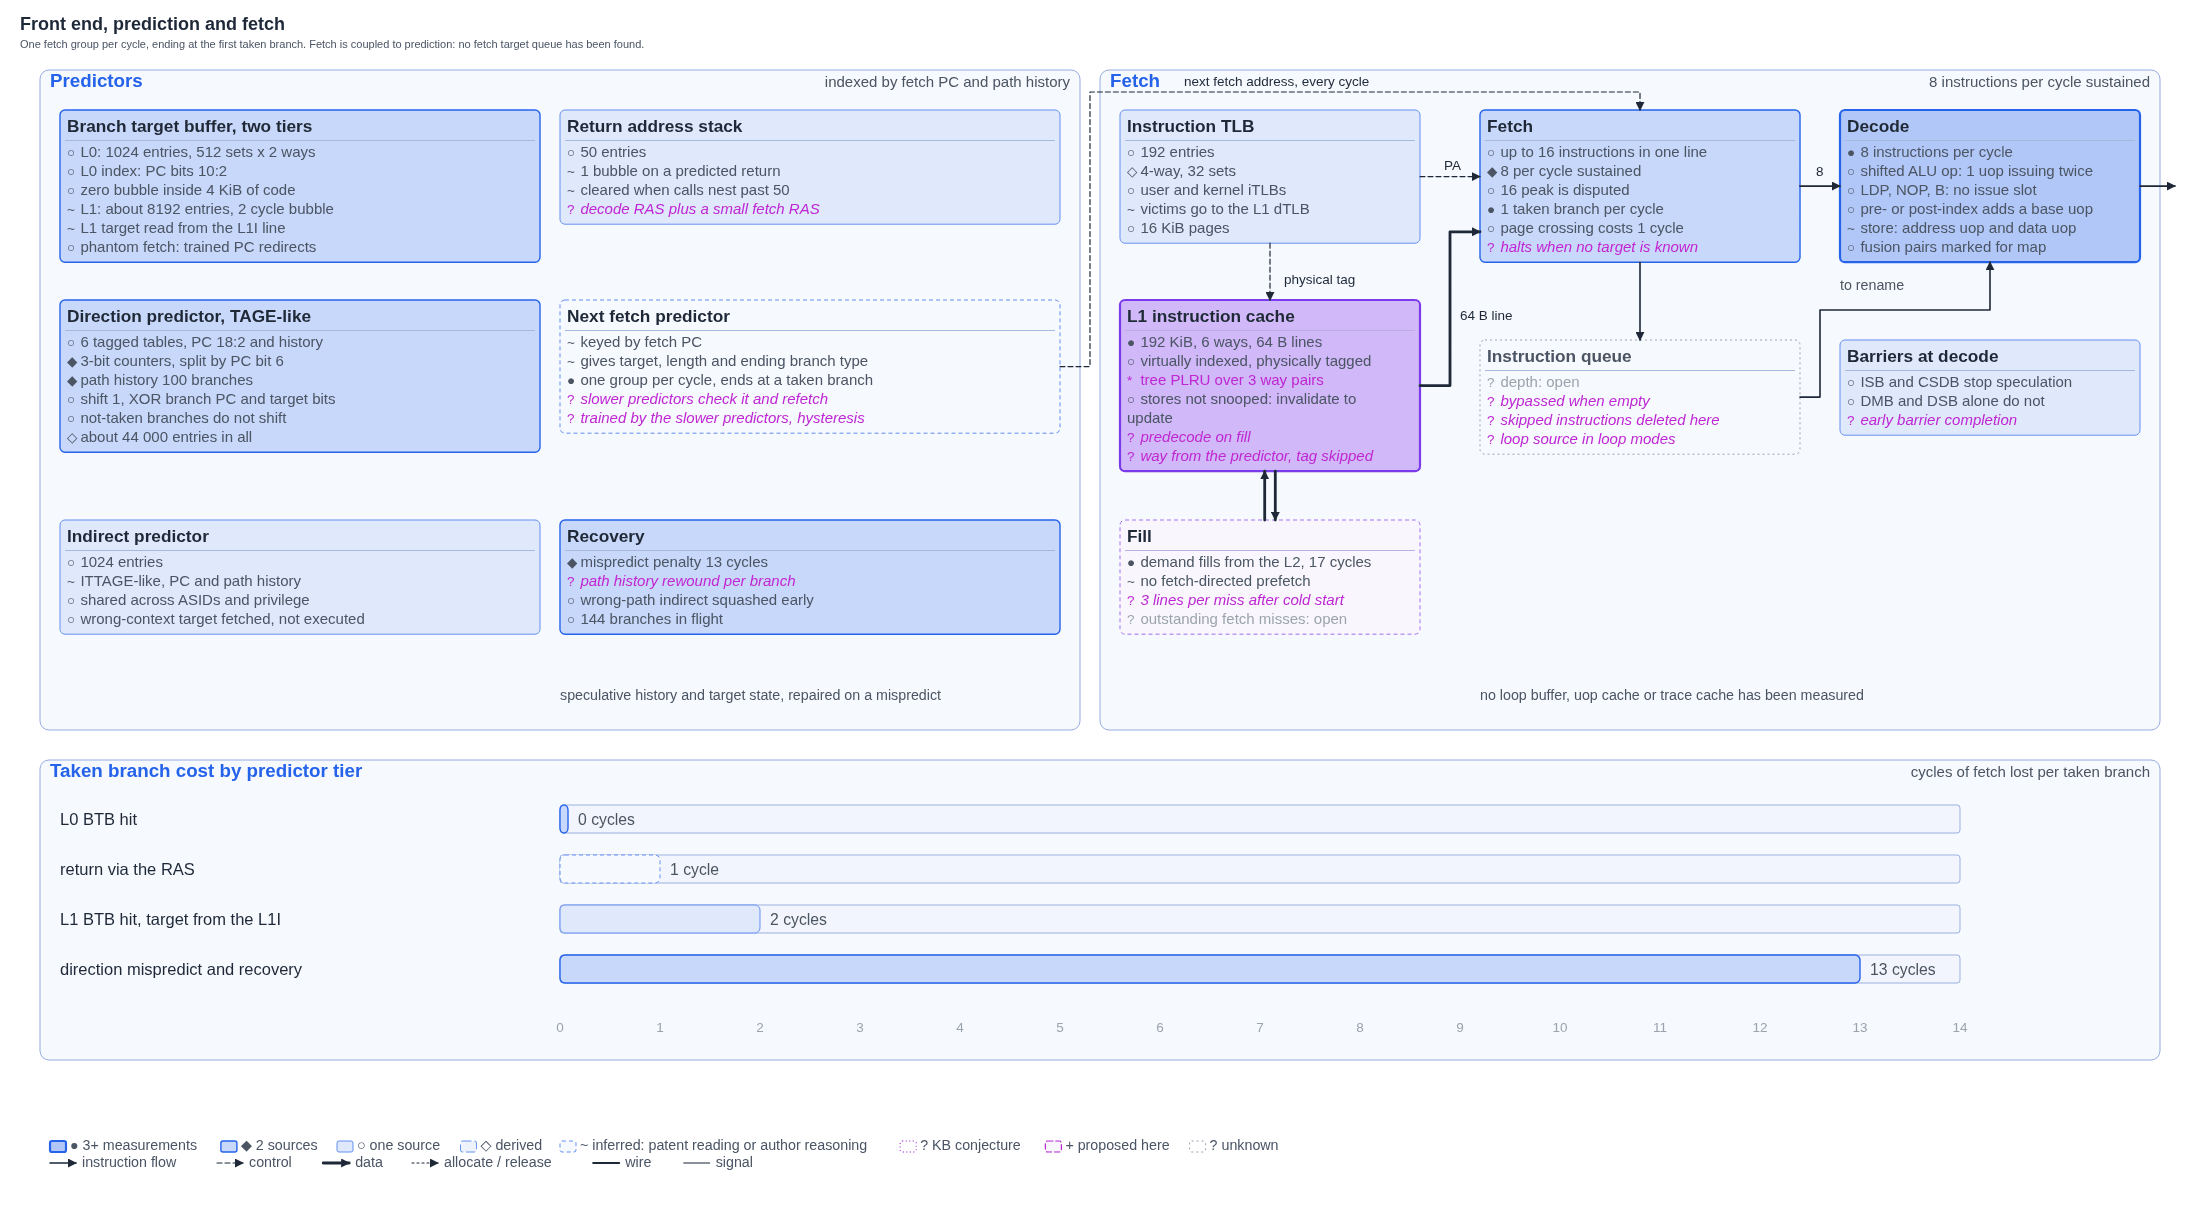 Front end, prediction and fetch
One fetch group per cycle, ending at the first taken branch. Fetch is coupled to prediction: no fetch target queue has been found.
Predictors
indexed by fetch PC and path history
Branch target buffer, two tiers
○ L0: 1024 entries, 512 sets x 2 ways
○ L0 index: PC bits 10:2
○ zero bubble inside 4 KiB of code
~ L1: about 8192 entries, 2 cycle bubble
~ L1 target read from the L1I line
○ phantom fetch: trained PC redirects
Return address stack
○ 50 entries
~ 1 bubble on a predicted return
~ cleared when calls nest past 50
? decode RAS plus a small fetch RAS
Direction predictor, TAGE-like
○ 6 tagged tables, PC 18:2 and history
◆ 3-bit counters, split by PC bit 6
◆ path history 100 branches
○ shift 1, XOR branch PC and target bits
○ not-taken branches do not shift
◇ about 44 000 entries in all
Next fetch predictor
~ keyed by fetch PC
~ gives target, length and ending branch type
● one group per cycle, ends at a taken branch
? slower predictors check it and refetch
? trained by the slower predictors, hysteresis
Indirect predictor
○ 1024 entries
~ ITTAGE-like, PC and path history
○ shared across ASIDs and privilege
○ wrong-context target fetched, not executed
Recovery
◆ mispredict penalty 13 cycles
? path history rewound per branch
○ wrong-path indirect squashed early
○ 144 branches in flight
speculative history and target state, repaired on a mispredict
Fetch
next fetch address, every cycle
8 instructions per cycle sustained
Instruction TLB
○ 192 entries
◇ 4-way, 32 sets
○ user and kernel iTLBs
~ victims go to the L1 dTLB
○ 16 KiB pages
PA
Fetch
○ up to 16 instructions in one line
◆ 8 per cycle sustained
○ 16 peak is disputed
● 1 taken branch per cycle
○ page crossing costs 1 cycle
? halts when no target is known
8
Decode
● 8 instructions per cycle
○ shifted ALU op: 1 uop issuing twice
○ LDP, NOP, B: no issue slot
○ pre- or post-index adds a base uop
~ store: address uop and data uop
○ fusion pairs marked for map
physical tag
to rename
L1 instruction cache
● 192 KiB, 6 ways, 64 B lines
○ virtually indexed, physically tagged
* tree PLRU over 3 way pairs
○ stores not snooped: invalidate to
update
? predecode on fill
? way from the predictor, tag skipped
64 B line
Instruction queue
? depth: open
? bypassed when empty
? skipped instructions deleted here
? loop source in loop modes
Barriers at decode
○ ISB and CSDB stop speculation
○ DMB and DSB alone do not
? early barrier completion
Fill
● demand fills from the L2, 17 cycles
~ no fetch-directed prefetch
? 3 lines per miss after cold start
? outstanding fetch misses: open
no loop buffer, uop cache or trace cache has been measured
Taken branch cost by predictor tier
cycles of fetch lost per taken branch
L0 BTB hit
0 cycles
return via the RAS
1 cycle
L1 BTB hit, target from the L1I
2 cycles
direction mispredict and recovery
13 cycles
0 1 2 3 4 5 6 7 8 9 10 11 12 13 14
● 3+ measurements ◆ 2 sources ○ one source ◇ derived ~ inferred: patent reading or author reasoning ? KB conjecture + proposed here ? unknown
instruction flow control data allocate / release wire signal